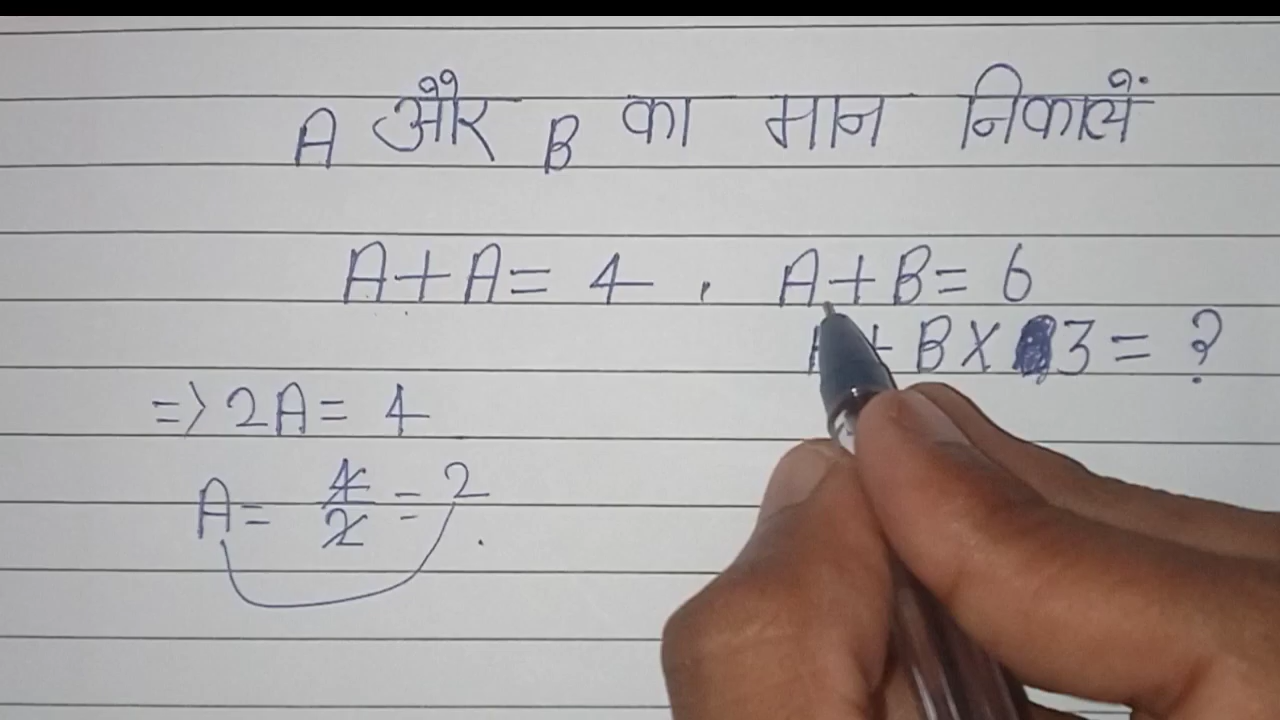 A और B का मान निकालें
A+A= 4 , A+B= 6
+ B X 3 = ?
=> 2A= 4
A= 4/2 = 2